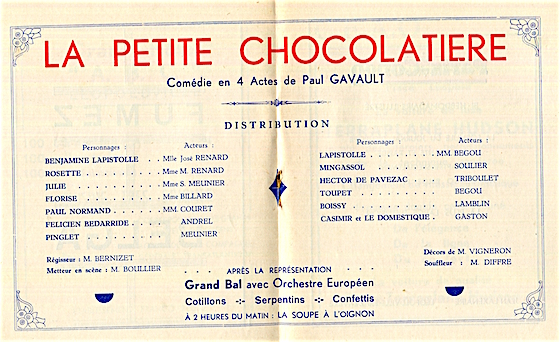 LA PETITE CHOCOLATIERE
Comédie en 4 Actes de Paul GAVAULT
DISTRIBUTION
Personnages : Acteurs :
BENJAMINE LAPISTOLLE . . . Mlle José RENARD
ROSETTE . . . . . . . . . . Mme M. RENARD
JULIE . . . . . . . . . . . Mme S. MEUNIER
FLORISE . . . . . . . . . . Mme BILLARD
PAUL NORMAND . . . . . . . MM. COURET
FELICIEN BEDARRIDE . . . . ANDREL
PINGLET . . . . . . . . . . MEUNIER
Régisseur : M. BERNIZET
Metteur en scène : M. BOULLIER
Personnages : Acteurs :
LAPISTOLLE . . . . . . . . . MM. BEGOU
MINGASSOL . . . . . . . . . SOULIER
HECTOR DE PAVEZAC . . . . TRIBOULET
TOUPET . . . . . . . . . . BEGOU
BOISSY . . . . . . . . . . LAMBLIN
CASIMIR et LE DOMESTIQUE . GASTON
Décors de M. VIGNERON
Souffleur : M. DIFFRE
. . . . APRÈS LA REPRÉSENTATION . . . .
Grand Bal avec Orchestre Européen
Cotillons -:- Serpentins -:- Confettis
À 2 HEURES DU MATIN : LA SOUPE À L'OIGNON